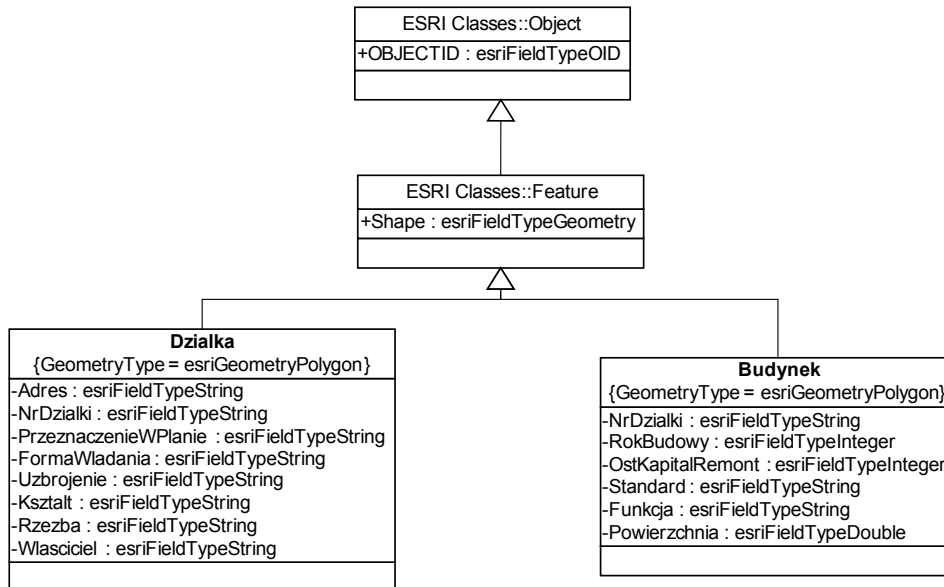 ESRI Classes::Object
+OBJECTID : esriFieldTypeOID
ESRI Classes::Feature
+Shape : esriFieldTypeGeometry
Dzialka
{GeometryType = esriGeometryPolygon}
-Adres : esriFieldTypeString
-NrDzialki : esriFieldTypeString
-PrzeznaczenieWPlanie : esriFieldTypeString
-FormaWladania : esriFieldTypeString
-Uzbrojenie : esriFieldTypeString
-Ksztalt : esriFieldTypeString
-Rzezba : esriFieldTypeString
-Wlasciciel : esriFieldTypeString
Budynek
{GeometryType = esriGeometryPolygon}
-NrDzialki : esriFieldTypeString
-RokBudowy : esriFieldTypeInteger
-OstKapitalRemont : esriFieldTypeInteger
-Standard : esriFieldTypeString
-Funkcja : esriFieldTypeString
-Powierzchnia : esriFieldTypeDouble